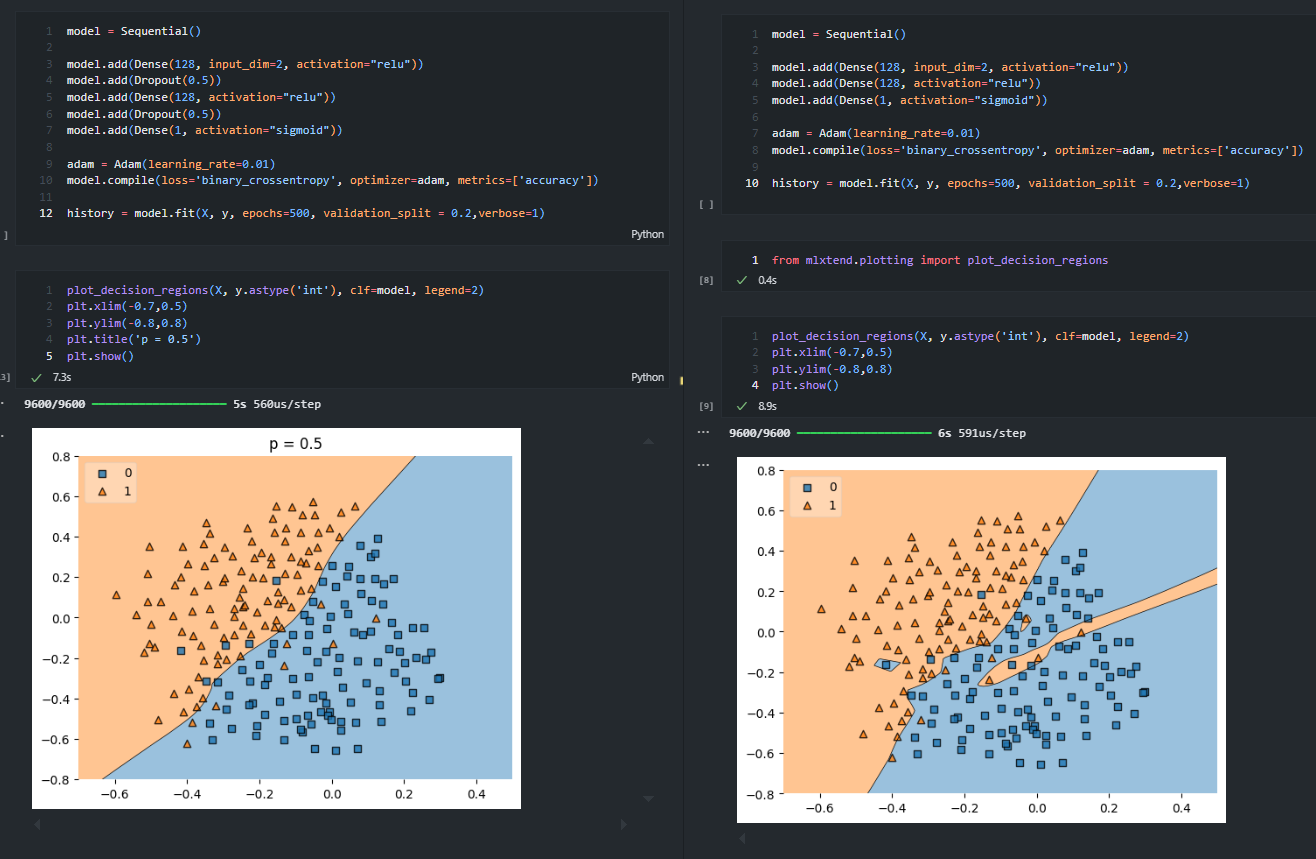 1 model = Sequential()
2
3 model.add(Dense(128, input_dim=2, activation="relu"))
4 model.add(Dropout(0.5))
5 model.add(Dense(128, activation="relu"))
6 model.add(Dropout(0.5))
7 model.add(Dense(1, activation="sigmoid"))
8
9 adam = Adam(learning_rate=0.01)
10 model.compile(loss='binary_crossentropy', optimizer=adam, metrics=['accuracy'])
11
12 history = model.fit(X, y, epochs=500, validation_split = 0.2,verbose=1)
]
Python
1 plot_decision_regions(X, y.astype('int'), clf=model, legend=2)
2 plt.xlim(-0.7,0.5)
3 plt.ylim(-0.8,0.8)
4 plt.title('p = 0.5')
5 plt.show()
3] ✓ 7.3s
Python
9600/9600 ━━━━━━━━━━━━━━━━━━━━ 5s 560us/step
p = 0.5
0
1
0.8
0.6
0.4
0.2
0.0
−0.2
−0.4
−0.6
−0.8
−0.6 −0.4 −0.2 0.0 0.2 0.4
1 model = Sequential()
2
3 model.add(Dense(128, input_dim=2, activation="relu"))
4 model.add(Dense(128, activation="relu"))
5 model.add(Dense(1, activation="sigmoid"))
6
7 adam = Adam(learning_rate=0.01)
8 model.compile(loss='binary_crossentropy', optimizer=adam, metrics=['accuracy'])
9
10 history = model.fit(X, y, epochs=500, validation_split = 0.2,verbose=1)
[ ]
1 from mlxtend.plotting import plot_decision_regions
[8] ✓ 0.4s
1 plot_decision_regions(X, y.astype('int'), clf=model, legend=2)
2 plt.xlim(-0.7,0.5)
3 plt.ylim(-0.8,0.8)
4 plt.show()
[9] ✓ 8.9s
... 9600/9600 ━━━━━━━━━━━━━━━━━━━━ 6s 591us/step
...
0
1
0.8
0.6
0.4
0.2
0.0
−0.2
−0.4
−0.6
−0.8
−0.6 −0.4 −0.2 0.0 0.2 0.4